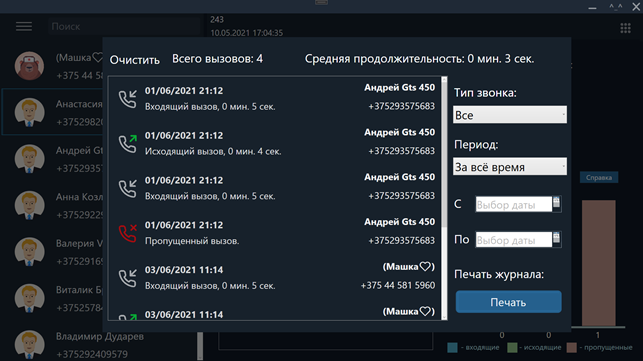 243
Поиск
10.05.2021 17:04:35
(Машка♡
+375 44 58
Анастасия
+37529820
Андрей Gt
+37529357
Анна Козл
+37529229
Валерия V
+37529169
Виталик Б
+37525784
Владимир Дударев
+375292409579
Очистить
Всего вызовов: 4
Средняя продолжительность: 0 мин. 3 сек.
01/06/2021 21:12
Андрей Gts 450
Входящий вызов, 0 мин. 5 сек.
+375293575683
01/06/2021 21:12
Андрей Gts 450
Исходящий вызов, 0 мин. 4 сек.
+375293575683
01/06/2021 21:12
Андрей Gts 450
Входящий вызов, 0 мин. 5 сек.
+375293575683
01/06/2021 21:12
Андрей Gts 450
Пропущенный вызов.
+375293575683
03/06/2021 11:14
(Машка♡)
Входящий вызов, 0 мин. 5 сек.
+375 44 581 5960
03/06/2021 11:14
(Машка♡)
Тип звонка:
Все
Период:
За всё время
С
Выбор даты
По
Выбор даты
Печать журнала:
Печать
Справка
0
0
1
- входящие
- исходящие
- пропущенные